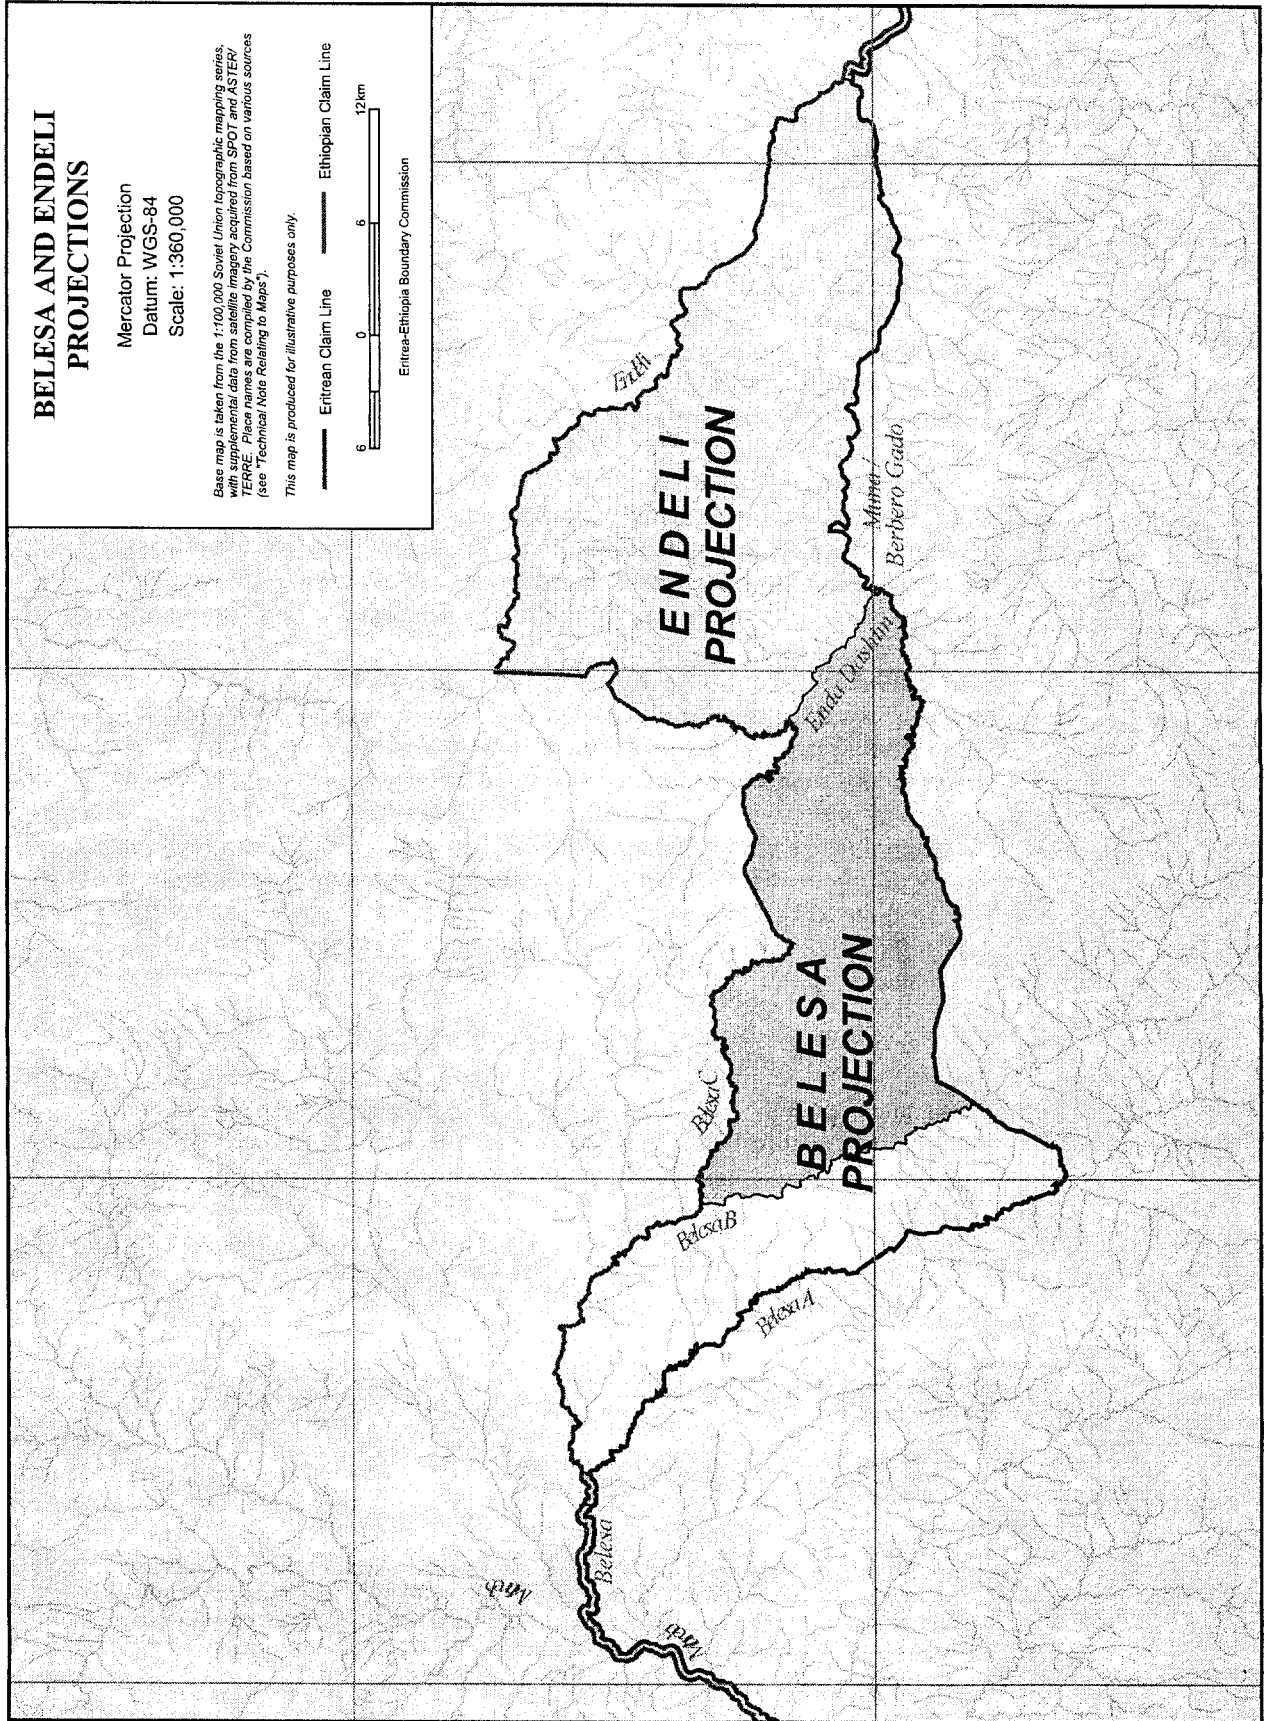 BELESA AND ENDELI
PROJECTIONS
Mercator Projection
Datum: WGS-84
Scale: 1:360,000
Base map is taken from the 1:100,000 Soviet Union topographic mapping series,
with supplemental data from satellite imagery acquired from SPOT and ASTER/
TERRE. Place names are compiled by the Commission based on various sources
(see "Technical Note Relating to Maps").
This map is produced for illustrative purposes only.
Eritrean Claim Line
Ethiopian Claim Line
6 0 6 12km
Eritrea-Ethiopia Boundary Commission
Endeli
ENDELI
PROJECTION
Muna/
Berbero Gado
Enda Dashim
BELESA
PROJECTION
Belesa C
Belesa B
Belesa A
Belesa
Mareb
Mareb